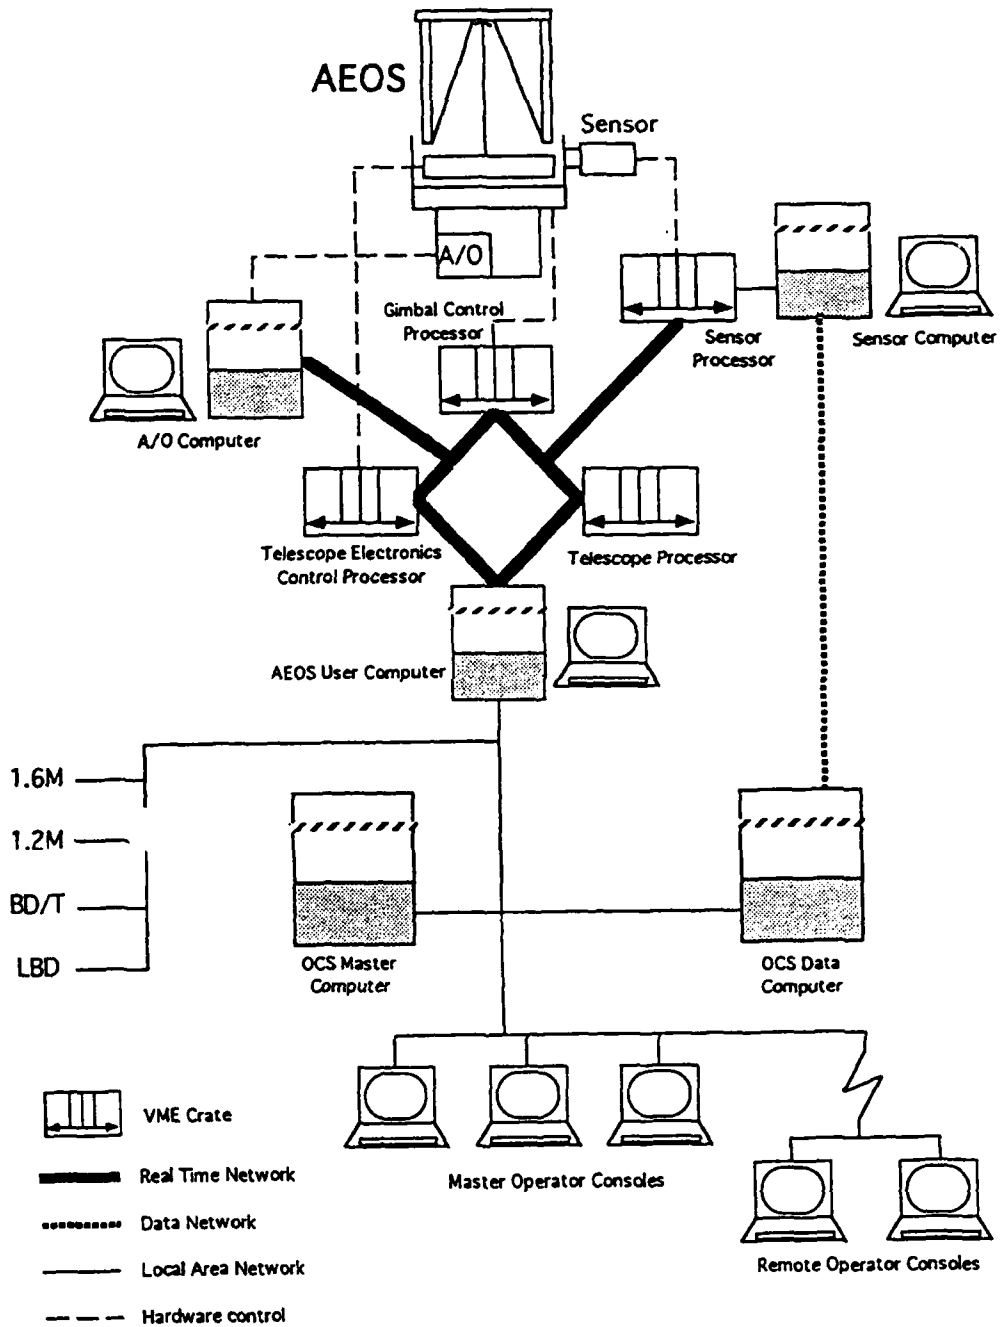 AEOS
Sensor
A/O
Gimbal Control
Processor
Sensor
Processor
Sensor Computer
A/O Computer
Telescope Electronics
Control Processor
Telescope Processor
AEOS User Computer
1.6M
1.2M
BD/T
LBD
OCS Master
Computer
OCS Data
Computer
VME Crate
Real Time Network
Data Network
Local Area Network
Hardware control
Master Operator Consoles
Remote Operator Consoles